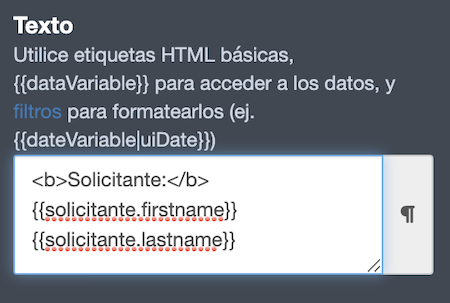 Texto
Utilice etiquetas HTML básicas,
{{dataVariable}} para acceder a los datos, y
filtros para formatearlos (ej.
{{dateVariable|uiDate}})
<b>Solicitante:</b>
{{solicitante.firstname}}
{{solicitante.lastname}}
¶